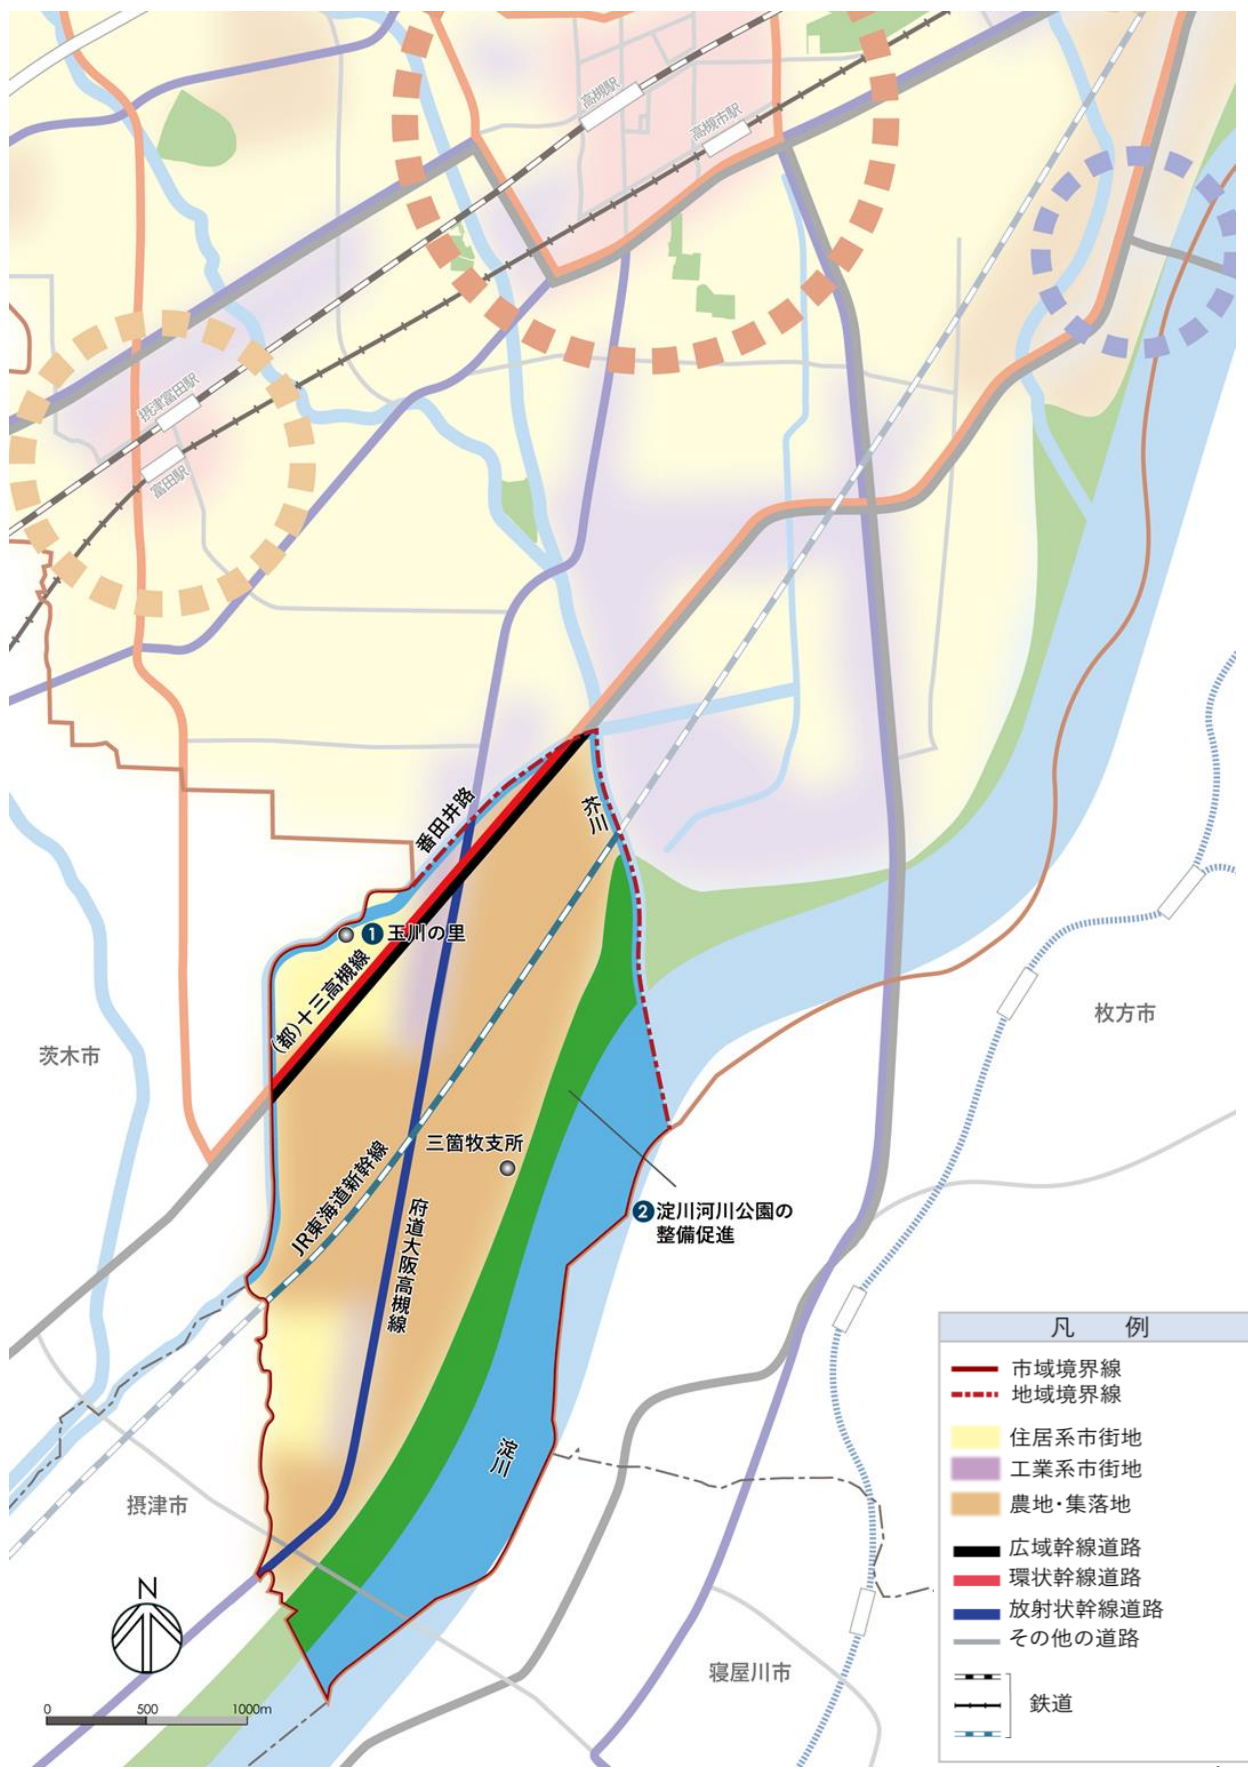 高槻駅
高槻市駅
摂津富田駅
富田駅
番田井路
芥川
1 玉川の里
(都)十三高槻線
茨木市
枚方市
三箇牧支所
JR東海道新幹線
府道大阪高槻線
2 淀川河川公園の
整備促進
淀川
摂津市
寝屋川市
N
0 500 1000m
凡 例
市域境界線
地域境界線
住居系市街地
工業系市街地
農地・集落地
広域幹線道路
環状幹線道路
放射状幹線道路
その他の道路
鉄道